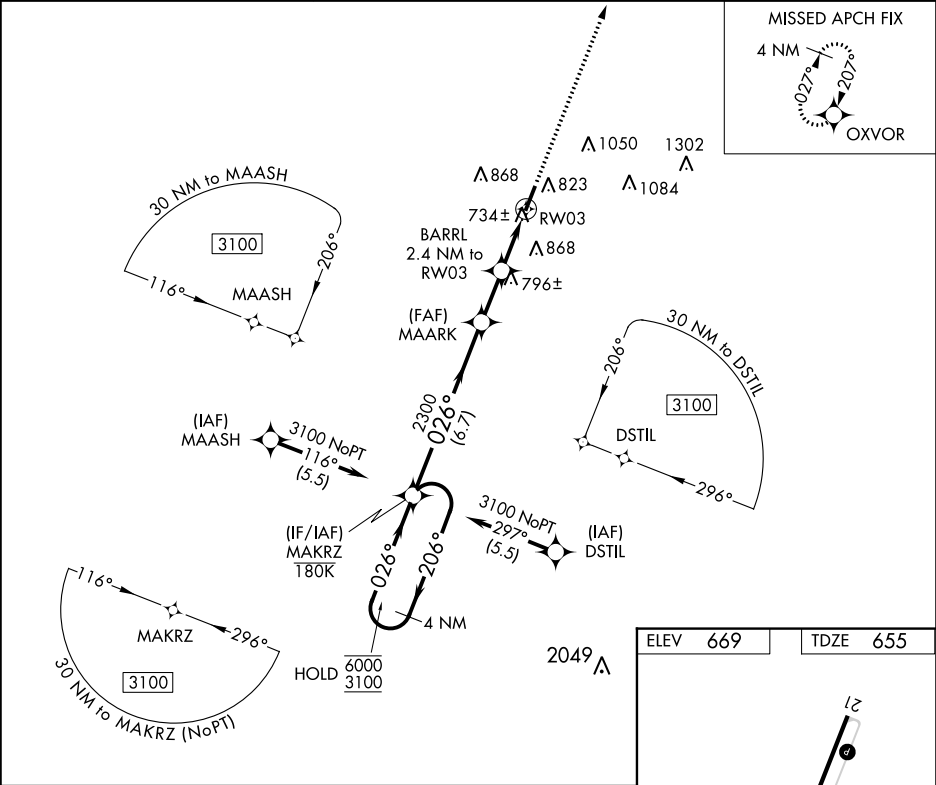 MISSED APCH FIX
4 NM
027°
207°
OXVOR
1050
1302
868
823
1084
734±
RW03
BARRL
2.4 NM to
RW03
868
796±
(FAF)
MAARK
30 NM to MAASH
3100
206°
116°
MAASH
30 NM to DSTIL
206°
3100
DSTIL
296°
(IAF)
MAASH
3100 NoPT
116°
(5.5)
2300
026°
(6.7)
(IF/IAF)
MAKRZ
180K
3100 NoPT
297°
(5.5)
(IAF)
DSTIL
026°
206°
4 NM
HOLD
6000
3100
116°
MAKRZ
296°
3100
30 NM to MAKRZ (NoPT)
2049
ELEV 669
TDZE 655
21
P